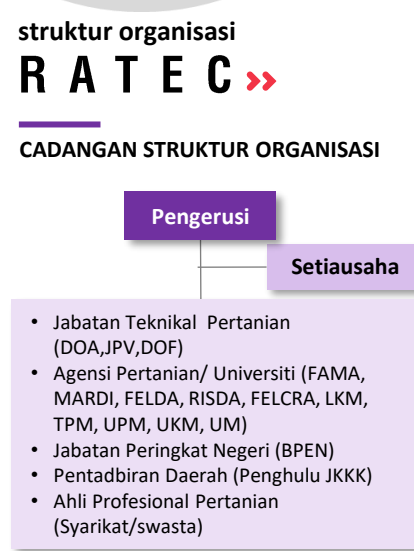 struktur organisasi
RATEC
CADANGAN STRUKTUR ORGANISASI
Pengerusi
Setiausaha
• Jabatan Teknikal Pertanian
(DOA,JPV,DOF)
• Agensi Pertanian/ Universiti (FAMA,
MARDI, FELDA, RISDA, FELCRA, LKM,
TPM, UPM, UKM, UM)
• Jabatan Peringkat Negeri (BPEN)
• Pentadbiran Daerah (Penghulu JKKK)
• Ahli Profesional Pertanian
(Syarikat/swasta)